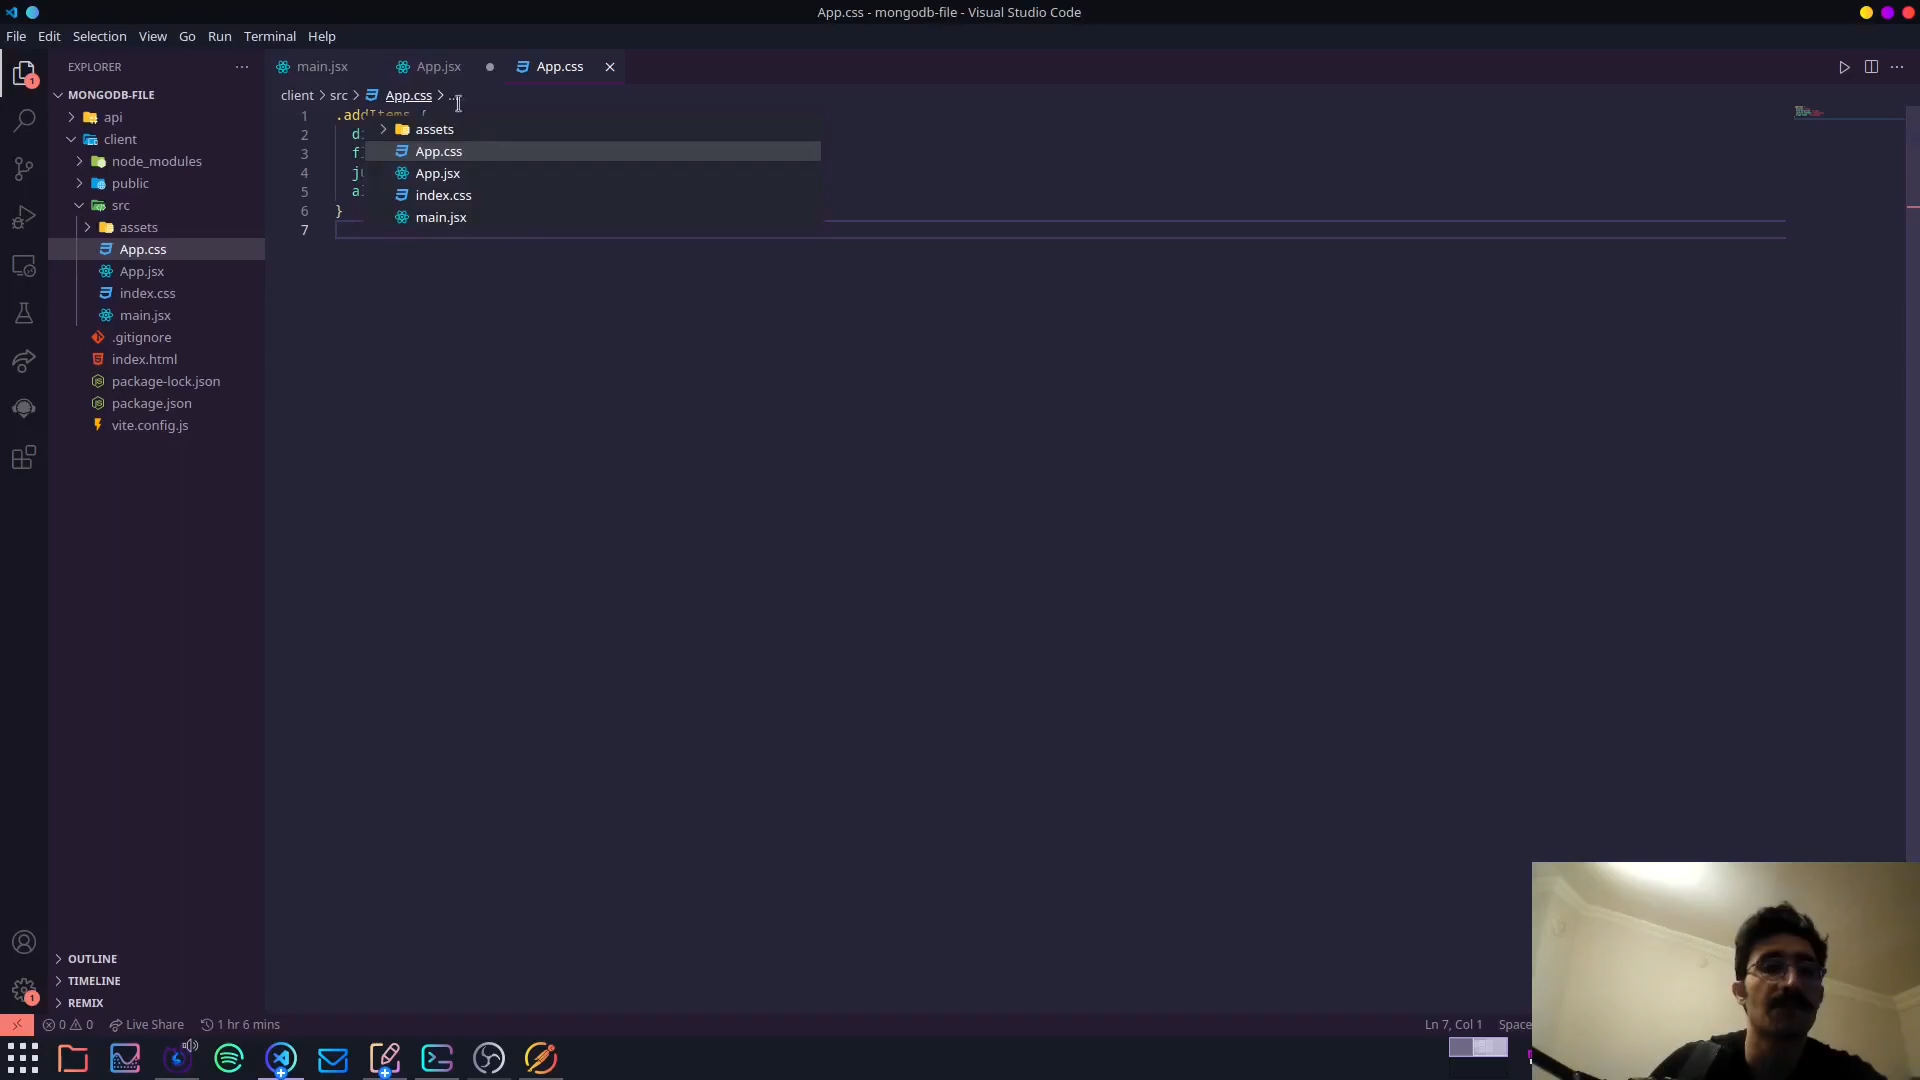 App.css - mongodb-file - Visual Studio Code
File Edit Selection View Go Run Terminal Help
EXPLORER
MONGODB-FILE
api
client
node_modules
public
src
assets
App.css
App.jsx
index.css
main.jsx
.gitignore
index.html
package-lock.json
package.json
vite.config.js
OUTLINE
TIMELINE
REMIX
main.jsx App.jsx App.css
client > src > App.css > ...
1 .addItems {
2
3
4
5
6 }
7
assets
App.css
App.jsx
index.css
main.jsx
1
1
0 0 Live Share 1 hr 6 mins
Ln 7, Col 1